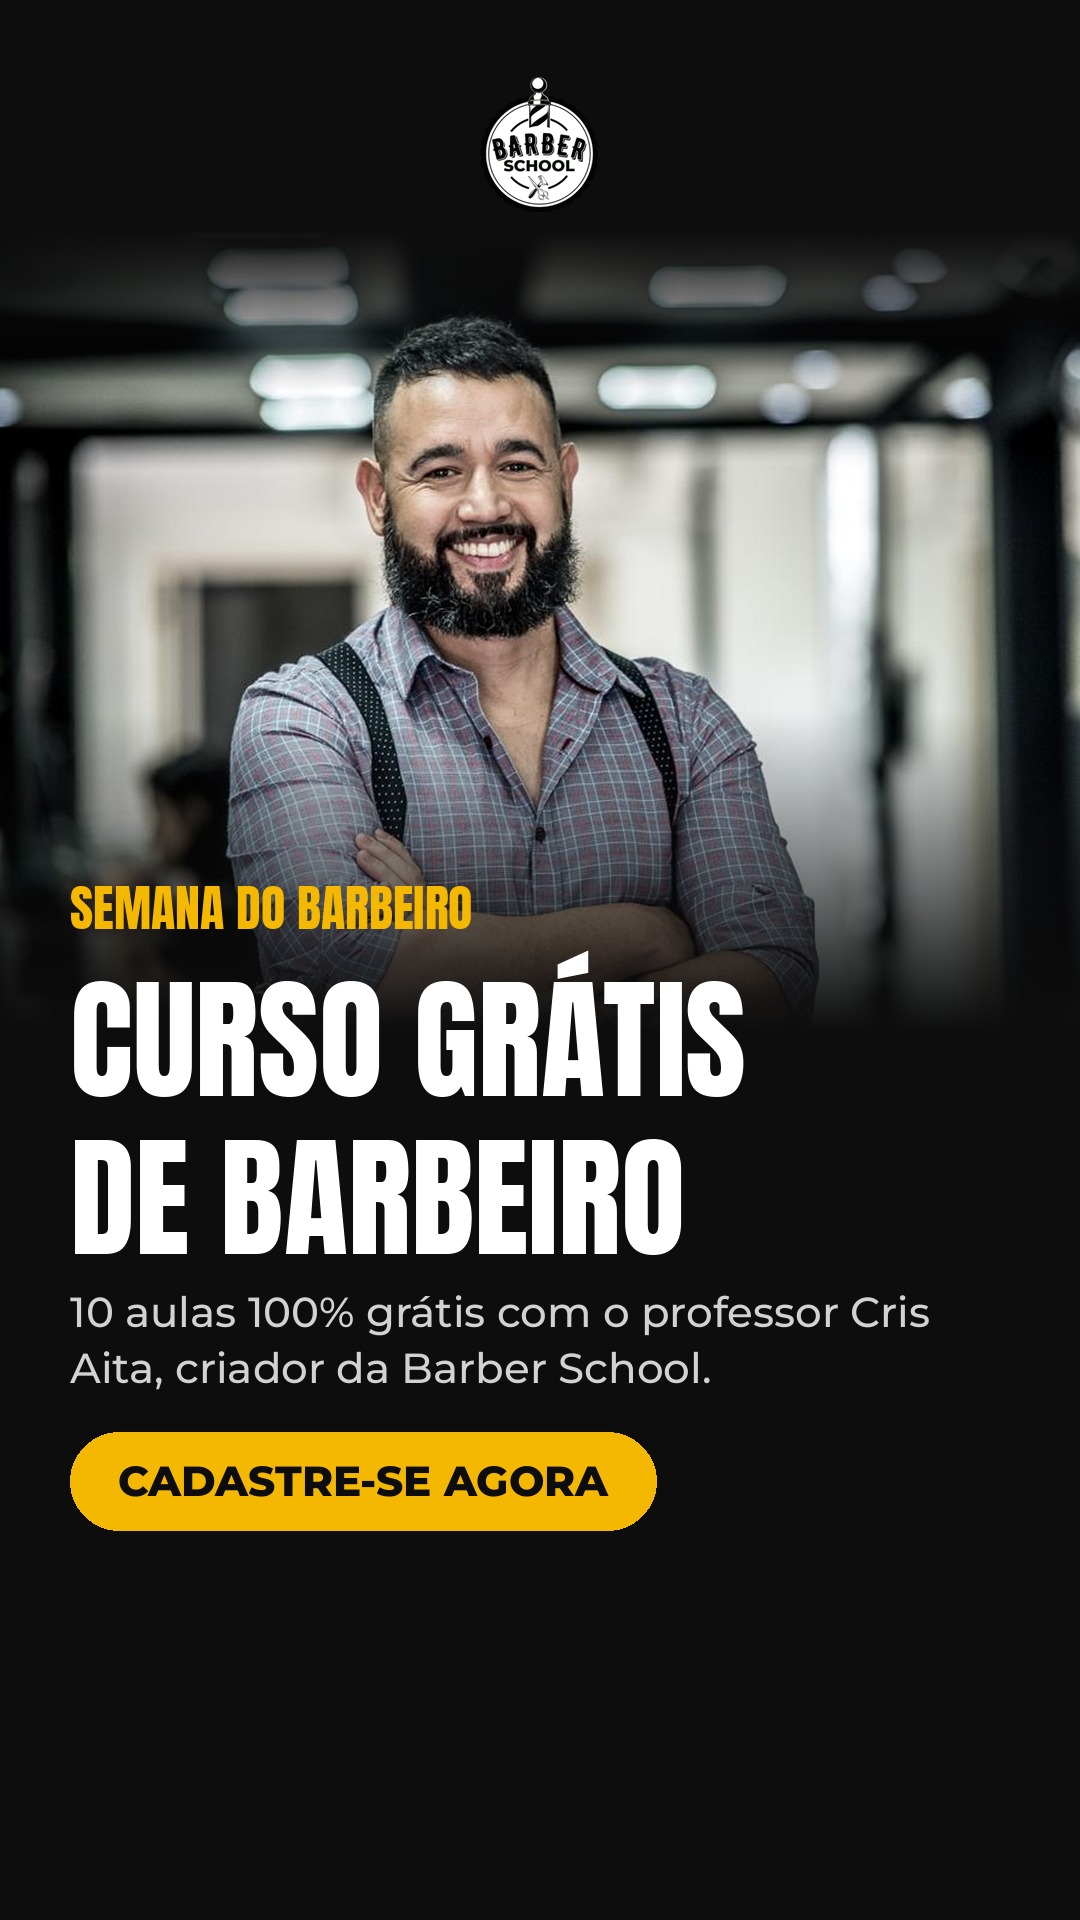 BARBER
SCHOOL
SEMANA DO BARBEIRO
CURSO GRÁTIS
DE BARBEIRO
10 aulas 100% grátis com o professor Cris
Aita, criador da Barber School.
CADASTRE-SE AGORA